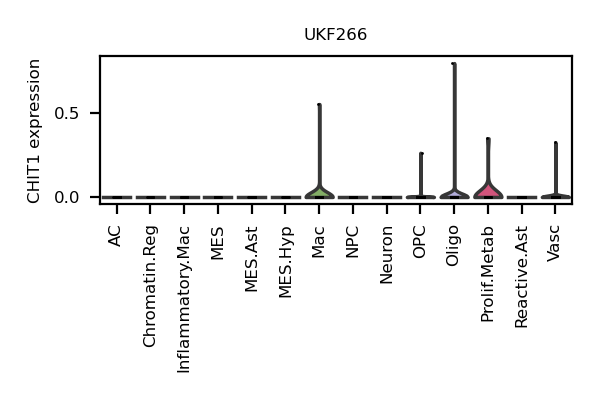 UKF266
CHIT1 expression
0.5
0.0
AC
Chromatin.Reg
Inflammatory.Mac
MES
MES.Ast
MES.Hyp
Mac
NPC
Neuron
OPC
Oligo
Prolif.Metab
Reactive.Ast
Vasc